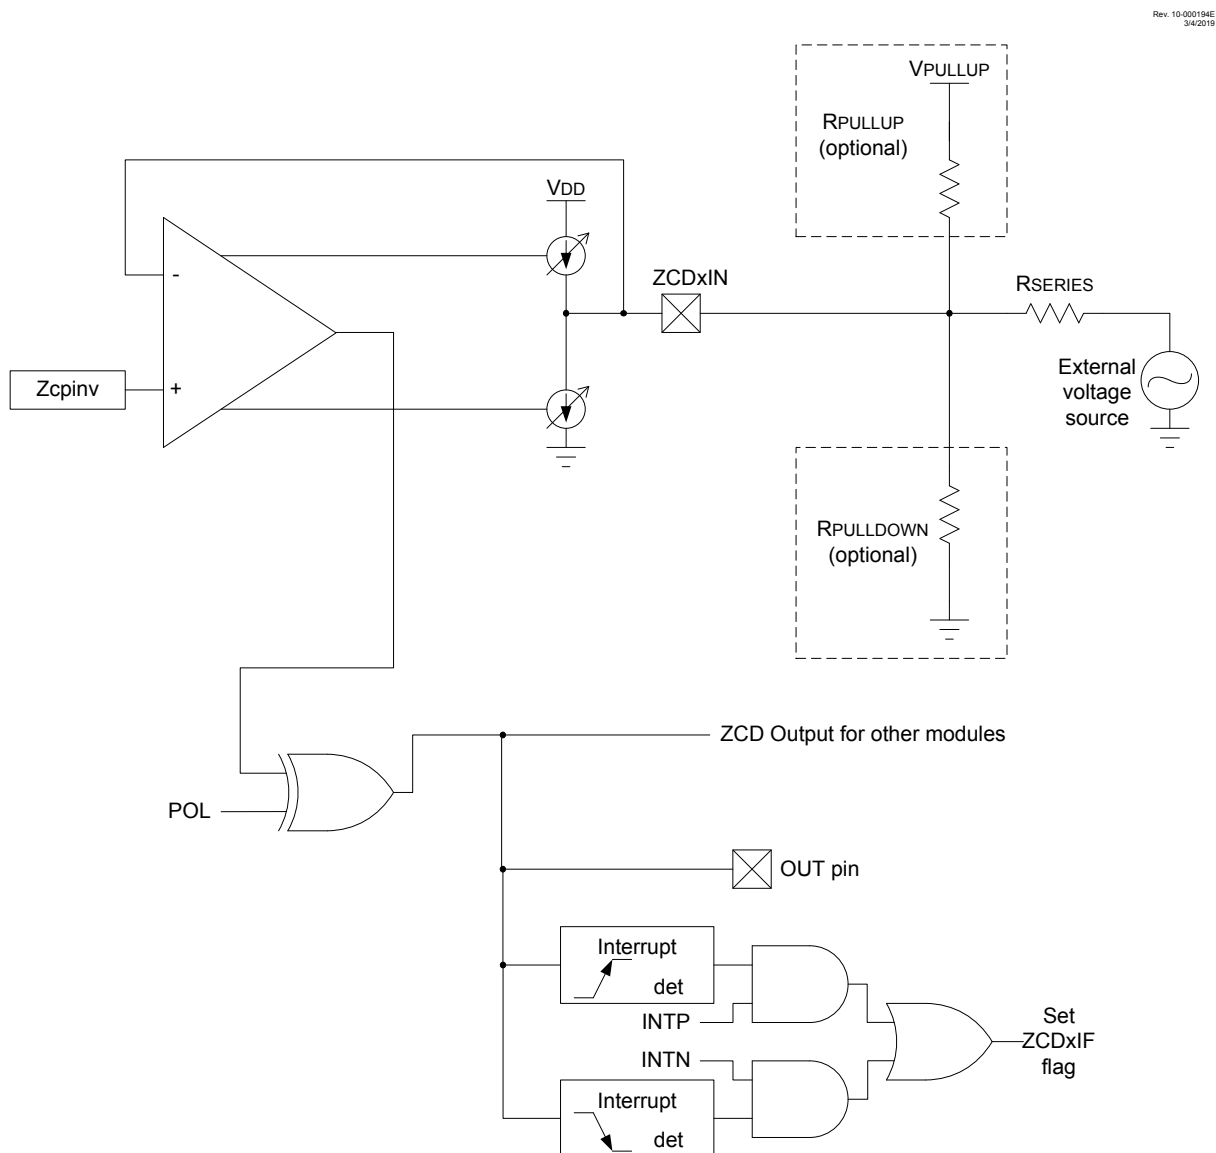 Rev. 10-000194E
3/4/2019
VPULLUP
RPULLUP
(optional)
VDD
-
ZCDxIN
RSERIES
External
voltage
source
Zcpinv
+
RPULLDOWN
(optional)
ZCD Output for other modules
POL
OUT pin
Interrupt
det
INTP
INTN
Set
ZCDxIF
flag
Interrupt
det